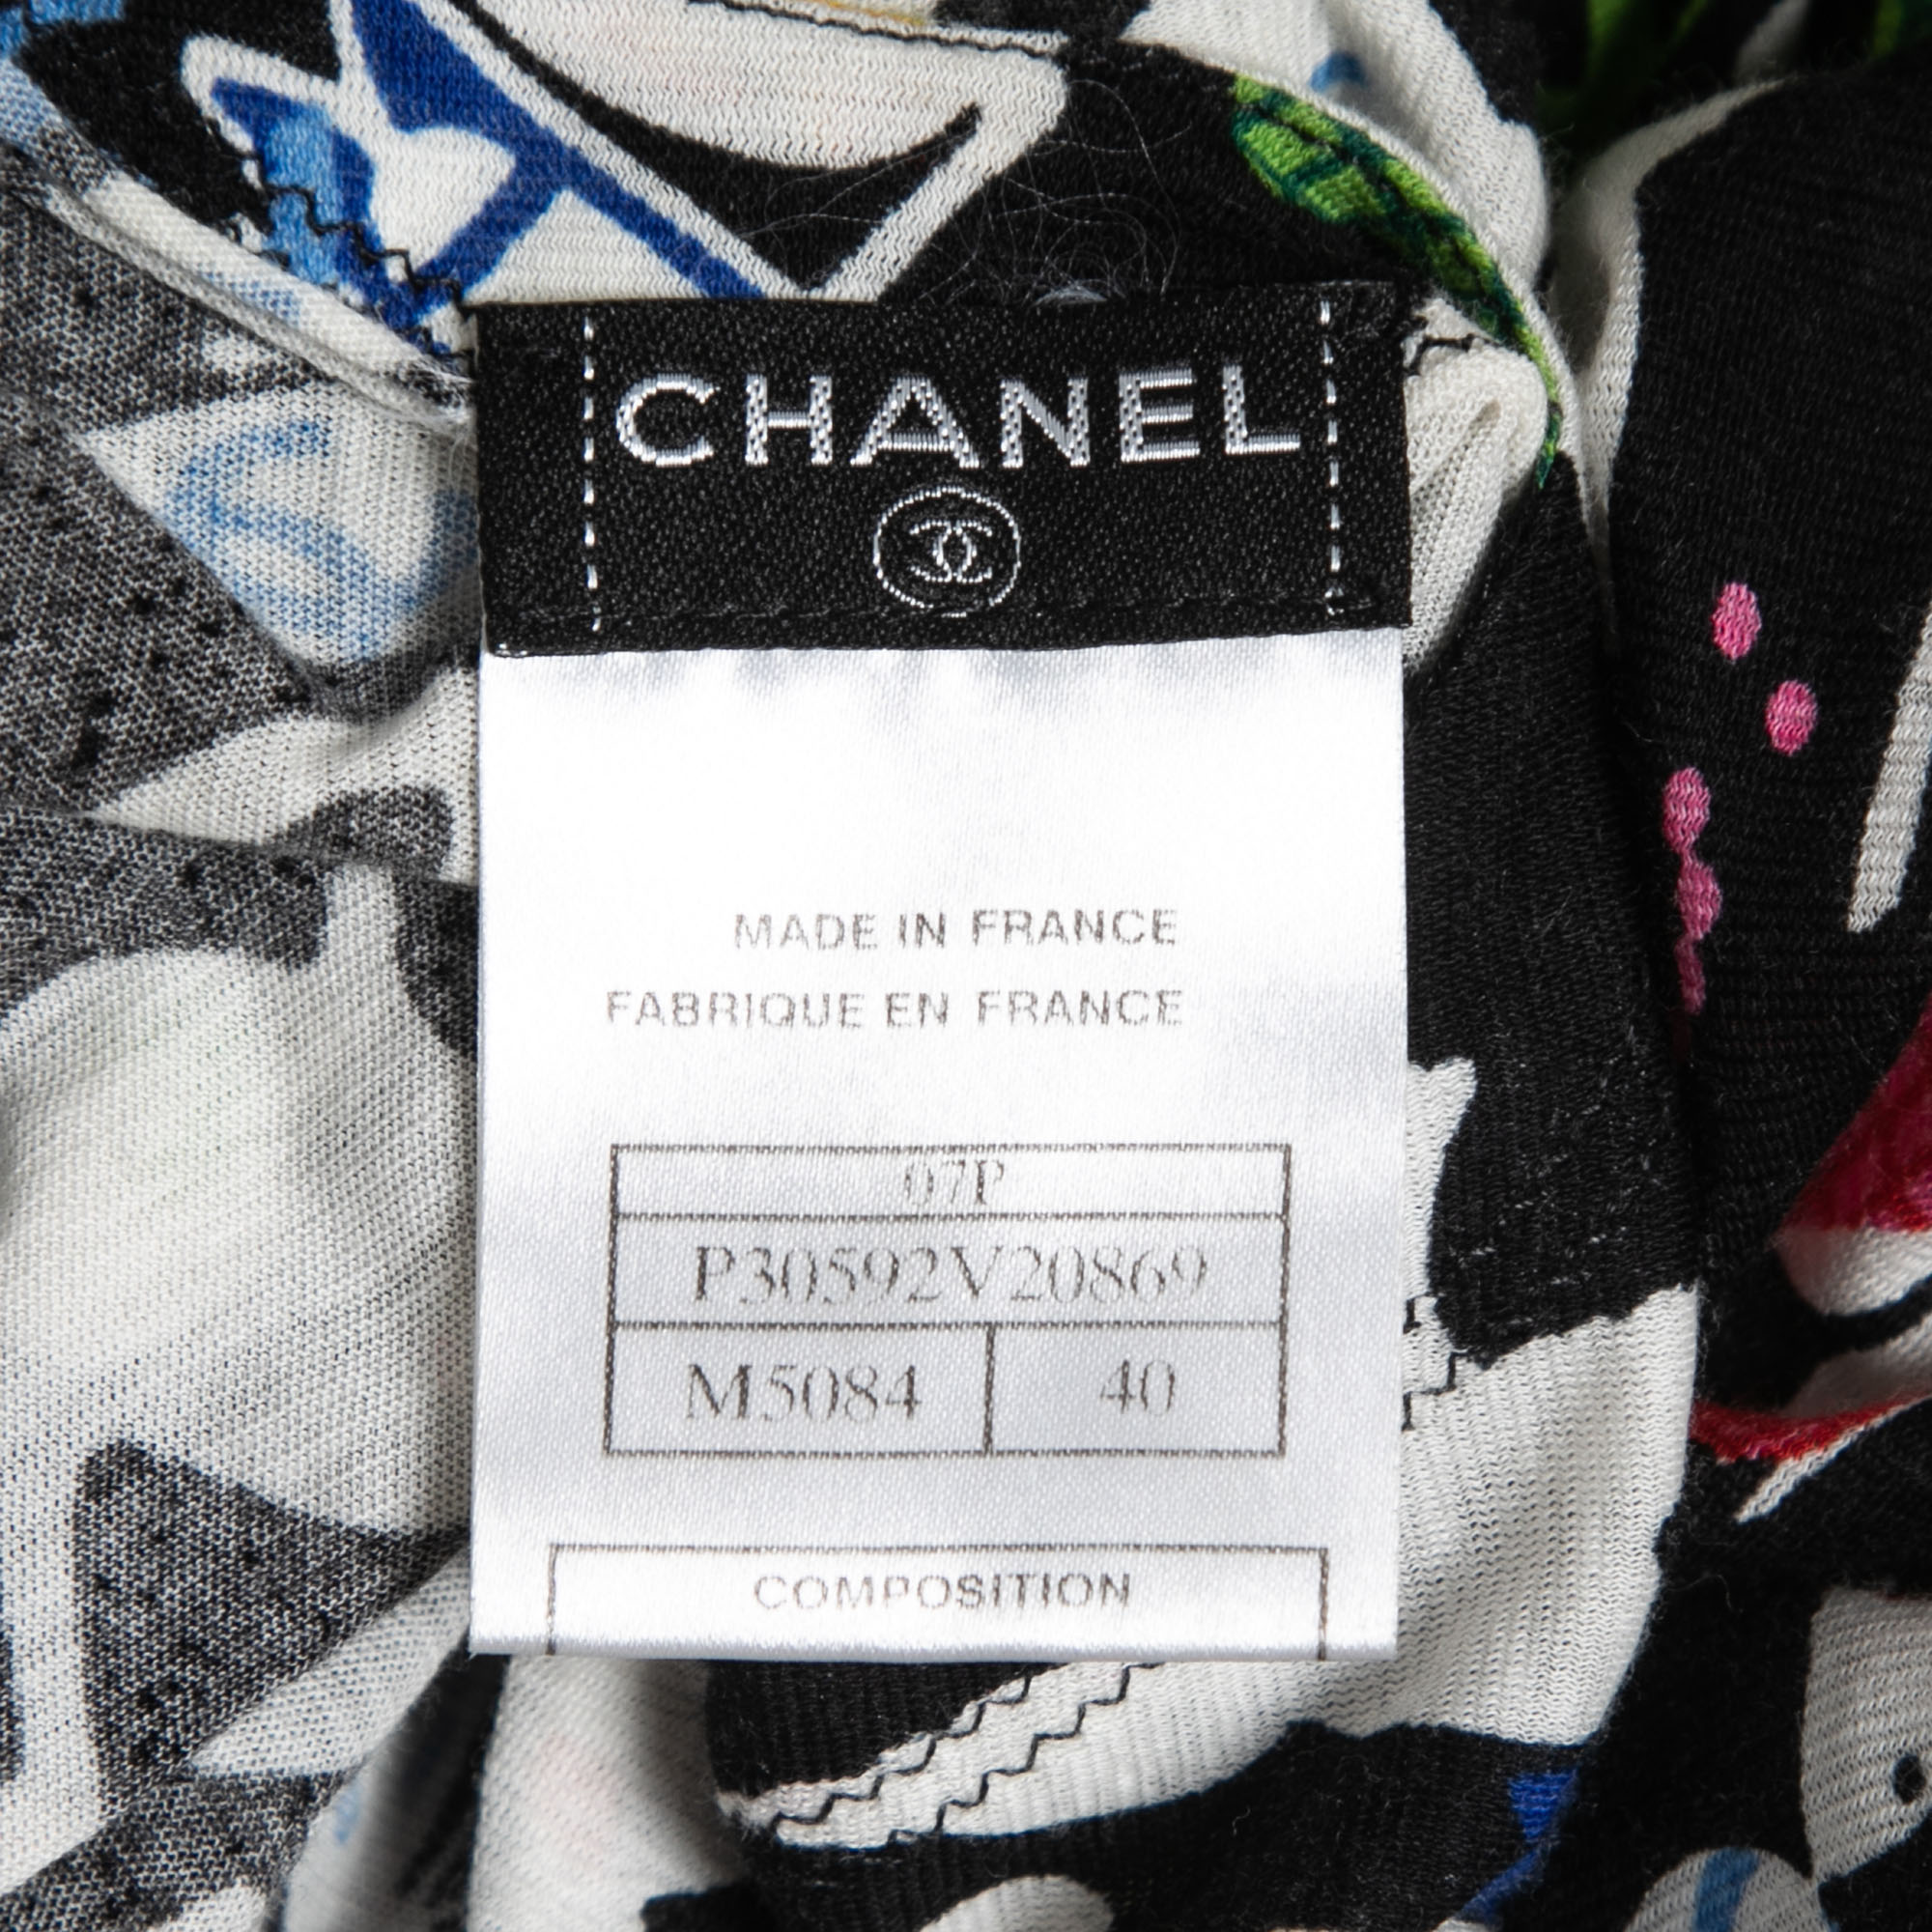 CHANEL
MADE IN FRANCE
FABRIQUE EN FRANCE
07P
P30592V20869
M5084 40
COMPOSITION